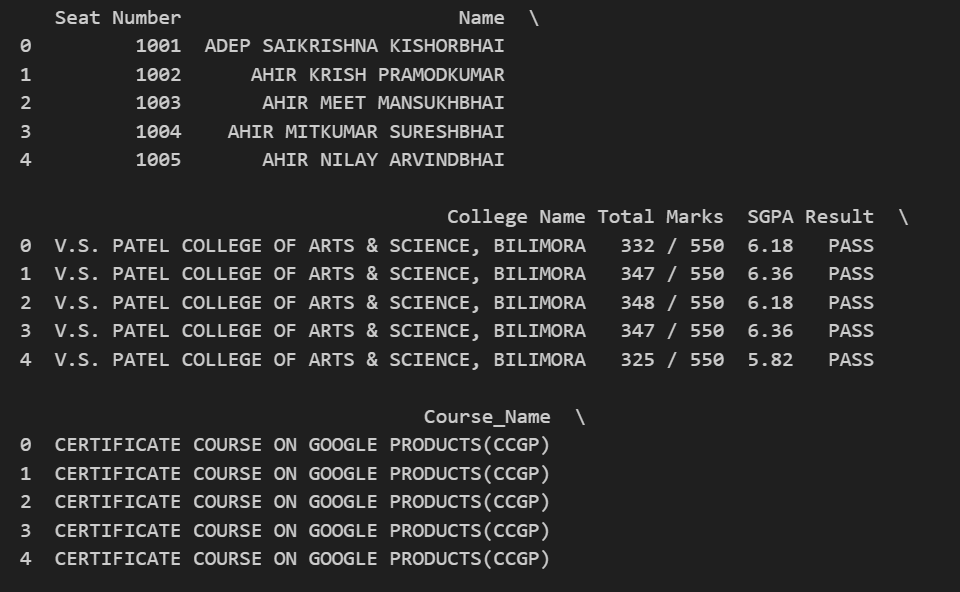 Seat Number Name \
0 1001 ADEP SAIKRISHNA KISHORBHAI
1 1002 AHIR KRISH PRAMODKUMAR
2 1003 AHIR MEET MANSUKHBHAI
3 1004 AHIR MITKUMAR SURESHBHAI
4 1005 AHIR NILAY ARVINDBHAI
College Name Total Marks SGPA Result \
0 V.S. PATEL COLLEGE OF ARTS & SCIENCE, BILIMORA 332 / 550 6.18 PASS
1 V.S. PATEL COLLEGE OF ARTS & SCIENCE, BILIMORA 347 / 550 6.36 PASS
2 V.S. PATEL COLLEGE OF ARTS & SCIENCE, BILIMORA 348 / 550 6.18 PASS
3 V.S. PATEL COLLEGE OF ARTS & SCIENCE, BILIMORA 347 / 550 6.36 PASS
4 V.S. PATEL COLLEGE OF ARTS & SCIENCE, BILIMORA 325 / 550 5.82 PASS
Course_Name \
0 CERTIFICATE COURSE ON GOOGLE PRODUCTS(CCGP)
1 CERTIFICATE COURSE ON GOOGLE PRODUCTS(CCGP)
2 CERTIFICATE COURSE ON GOOGLE PRODUCTS(CCGP)
3 CERTIFICATE COURSE ON GOOGLE PRODUCTS(CCGP)
4 CERTIFICATE COURSE ON GOOGLE PRODUCTS(CCGP)